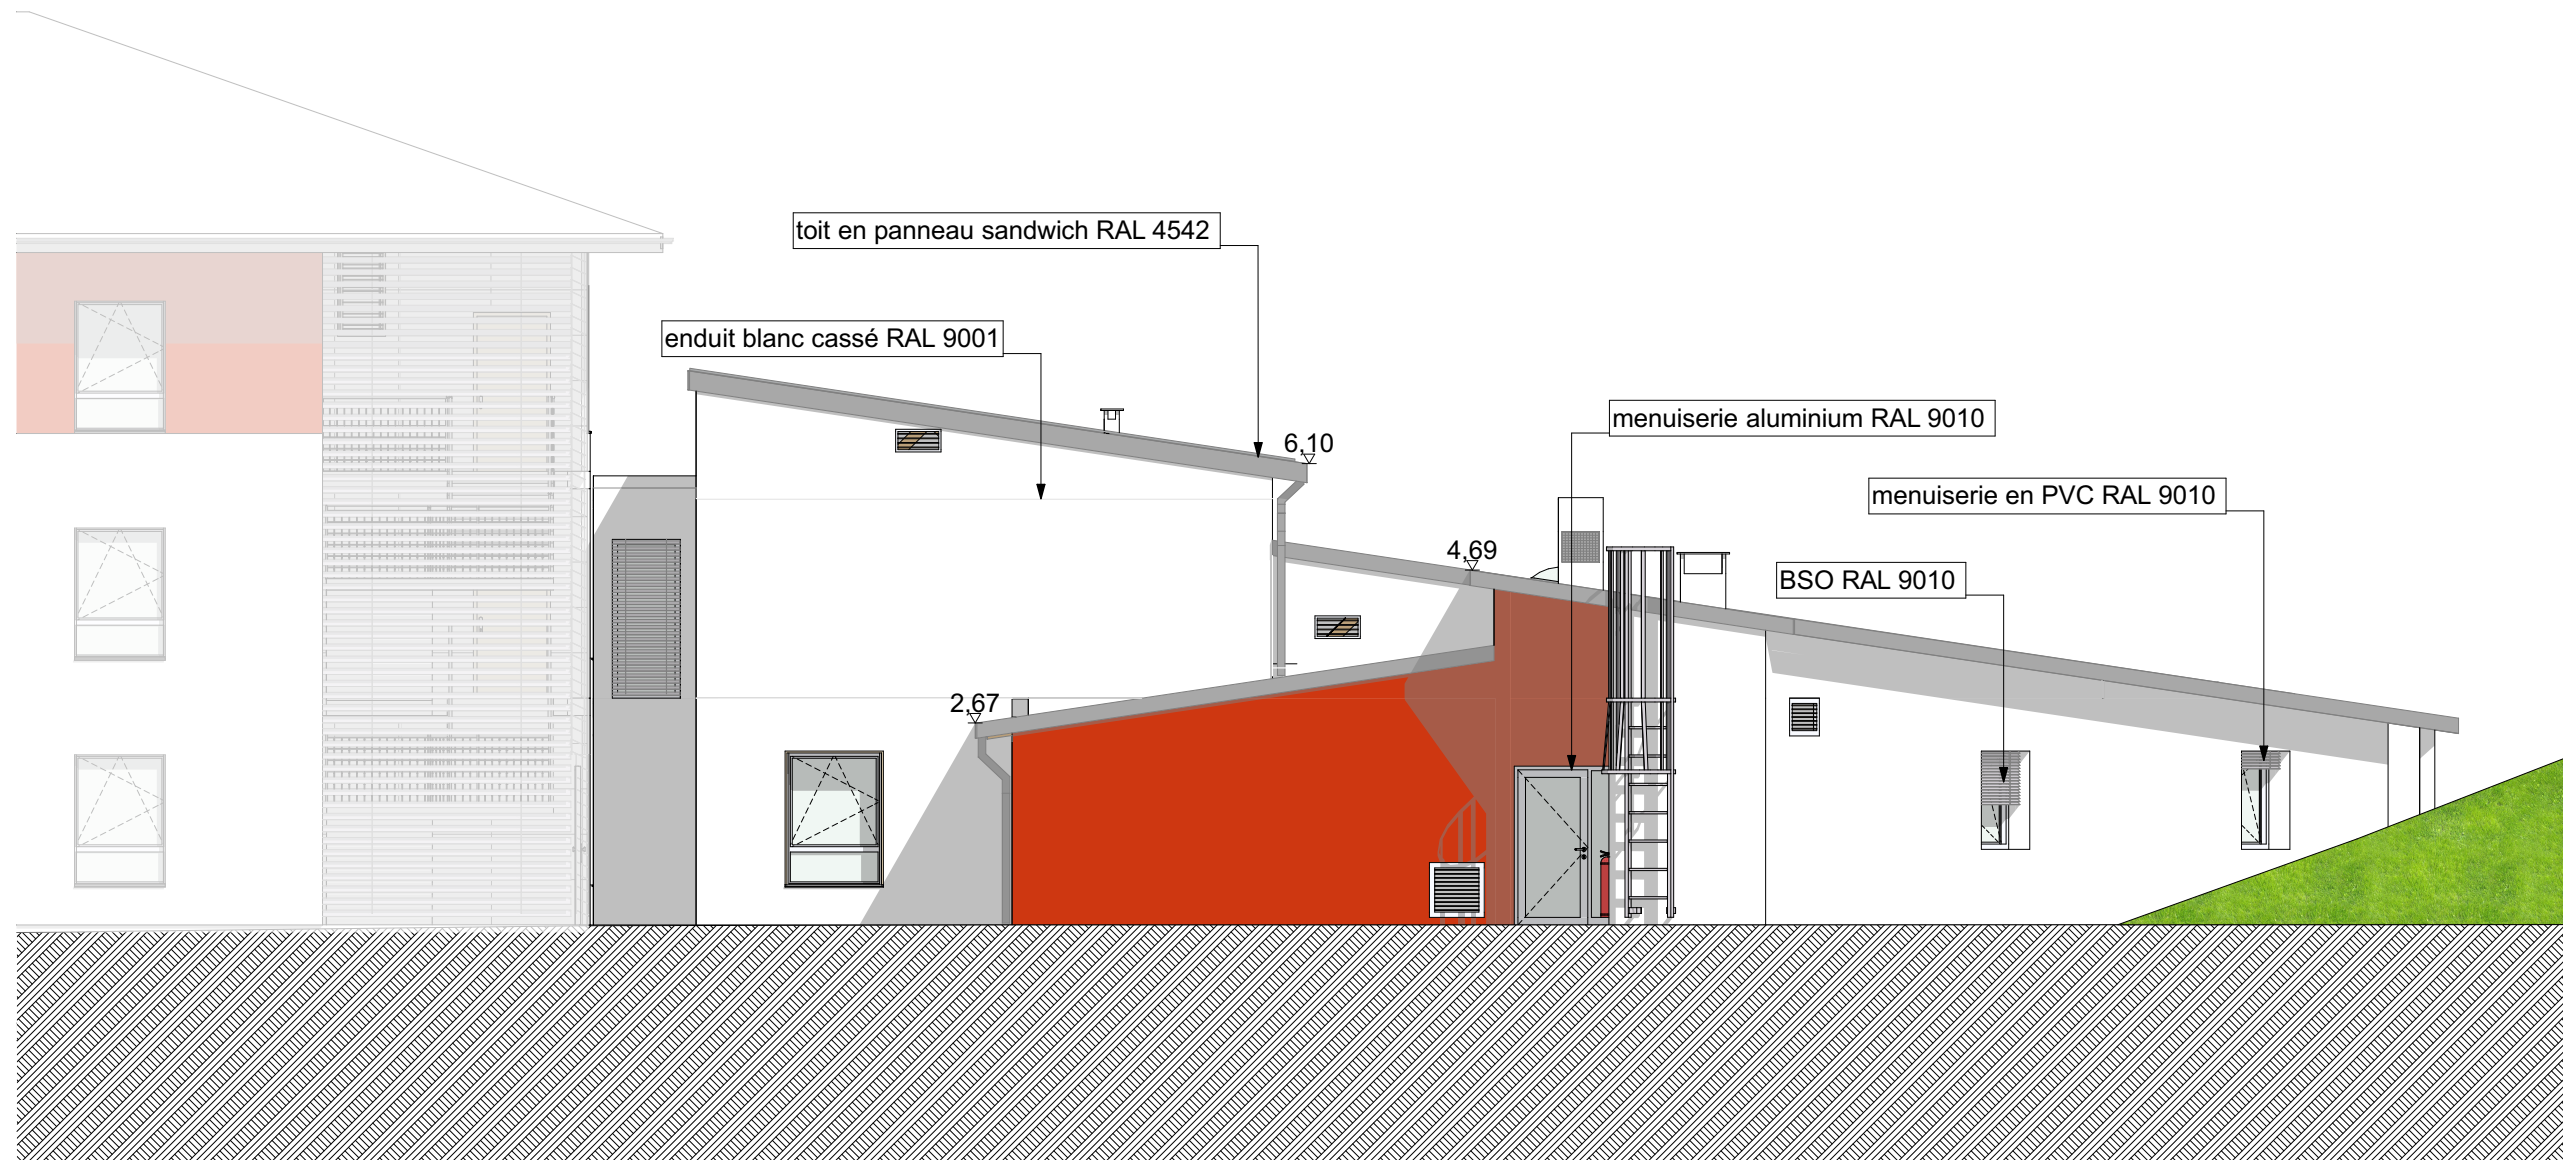 toit en panneau sandwich RAL 4542
enduit blanc cassé RAL 9001
menuiserie aluminium RAL 9010
6,10
menuiserie en PVC RAL 9010
4,69
BSO RAL 9010
2,67